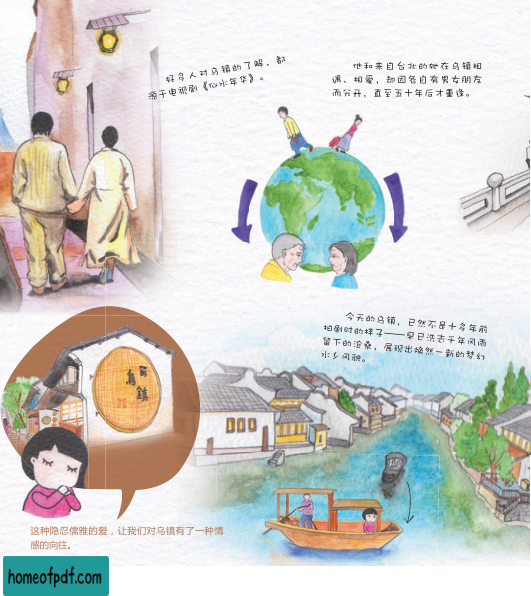 好多人对乌镇的了解，都
源于电视剧《似水年华》。
他和来自台北的她在乌镇相
遇、相爱，却因各自有男女朋友
而分开，直至五十年后才重逢。
今天的乌镇，已然不是十多年前
拍剧时的样子——早已洗去千年风雨
留下的沧桑，展现出焕然一新的梦幻
水乡风貌。
乌镇
这种隐忍儒雅的爱，让我们对乌镇有了一种情
感的向往。
homeofpdf.com